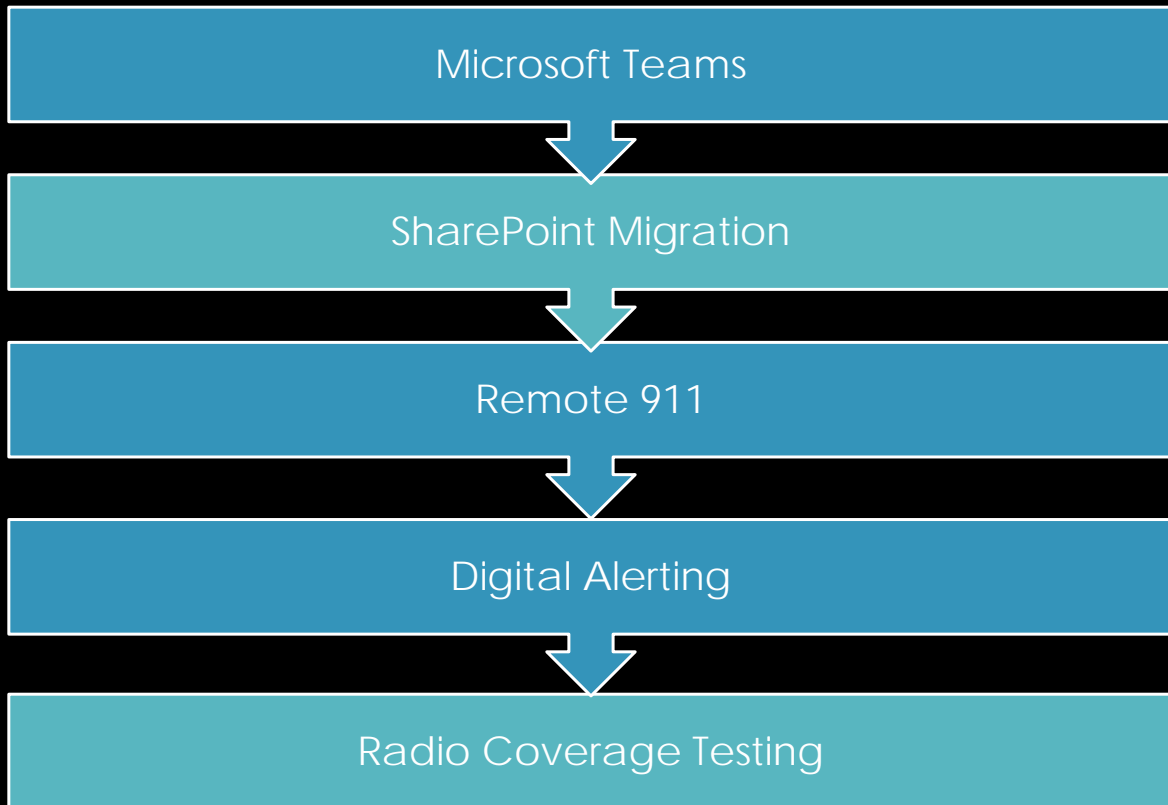 Microsoft Teams
SharePoint Migration
Remote 911
Digital Alerting
Radio Coverage Testing